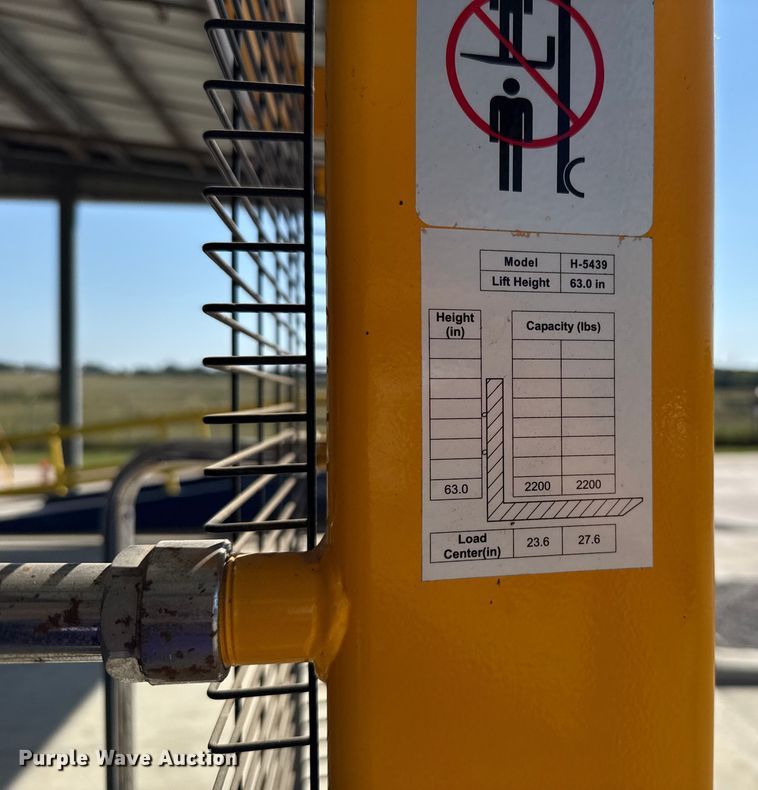 Model H-5439
Lift Height 63.0 in
Height
(in)
Capacity (lbs)
63.0
2200 2200
Load
Center(in)
23.6 27.6
Purple Wave Auction